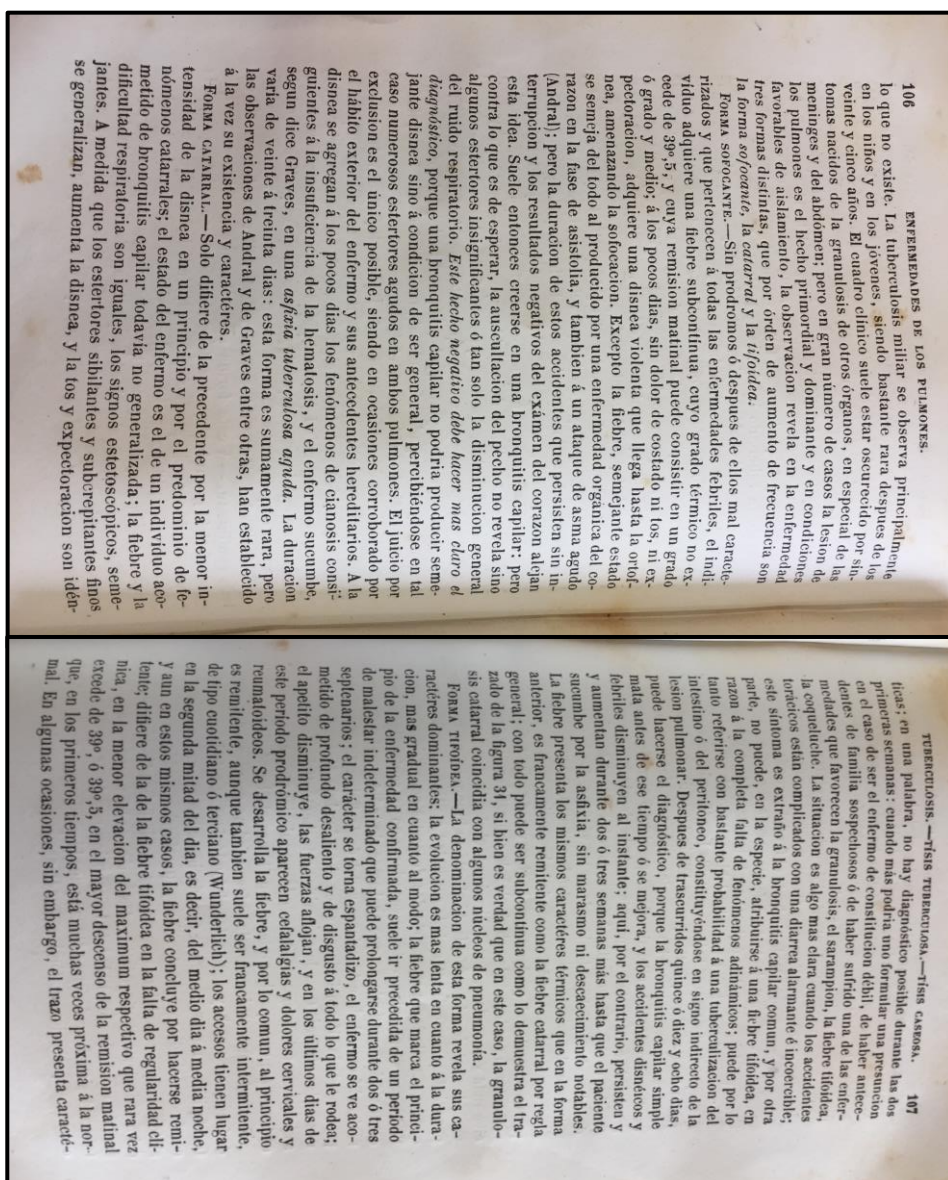 106 ENFERMEDADES DE LOS PULMONES.
lo que no existe. La tuberculosis miliar se observa principalmente
en los niños y en los jóvenes, siendo bastante rara despues de los
veinte y cinco años. El cuadro clínico suele estar oscurecido por sin-
tomas nacidos de la granulosis de otros órganos, en especial de las
meninges y del abdómen; pero en gran número de casos la lesion de
los pulmones es el hecho primordial y dominante y en condiciones
favorables de aislamiento, la observacion revela en la enfermedad
tres formas distintas, que por órden de aumento de frecuencia son
la forma sofocante, la catarral y la tifoidea.
FORMA SOFOCANTE.—Sin prodromos ó despues de ellos mal caracte-
rizados y que pertenecen á todas las enfermedades febriles, el indi-
viduo adquiere una fiebre subcontinua, cuyo grado térmico no ex-
cede de 39º,5, y cuya remision matinal puede consistir en un grado
ó grado y medio; á los pocos dias, sin dolor de costado ni tos, ni ex-
pectoracion, adquiere una disnea violenta que llega hasta la ortof-
nea, amenazando la sofocacion. Excepto la fiebre, semejante estado
se semeja del todo al producido por una enfermedad orgánica del co-
razon en la fase de asistolia, y tambien á un ataque de asma agudo
(Andral); pero la duracion de estos accidentes que persisten sin in-
terrupcion y los resultados negativos del exámen del corazon alejan
esta idea. Suele entonces creerse en una bronquitis capilar; pero
contra lo que es de esperar, la auscultacion del pecho no revela sino
algunos estertores insignificantes ó tan solo la disminucion general
del ruido respiratorio. Este hecho negativo debe hacer mas claro el
diagnóstico, porque una bronquitis capilar no podria producir seme-
jante disnea sino á condicion de ser general, percibiéndose en tal
caso numerosos estertores agudos en ambos pulmones. El juicio por
exclusion es el único posible, siendo en ocasiones corroborado por
el hábito exterior del enfermo y sus antecedentes hereditarios. A la
disnea se agregan á los pocos dias los fenómenos de cianosis consi-
guientes á la insuficiencia de la hematosis, y el enfermo sucumbe,
segun dice Graves, en una asfixia tuberculosa aguda. La duracion
varia de veinte á treinta dias: esta forma es sumamente rara, pero
las observaciones de Andral y de Graves entre otras, han establecido
á la vez su existencia y caractéres.
FORMA CATARRAL.—Solo difiere de la precedente por la menor in-
tensidad de la disnea en un principio y por el predominio de fe-
nómenos catarrales; el estado del enfermo es el de un individuo aco-
metido de bronquitis capilar todavia no generalizada; la fiebre y la
dificultad respiratoria son iguales, los signos estetoscópicos, seme-
jantes. A medida que los estertores sibilantes y subcrepitantes finos
se generalizan, aumenta la disnea, y la tos y expectoracion son idén-
TUBERCULOSIS.—TÍSIS TUBERCULOSA.—TÍSIS CASEOSA. 107
ticas: en una palabra, no hay diagnóstico posible durante las dos
primeras semanas: cuando más podria uno formular una presuncion
en el caso de ser el enfermo de constitucion débil, de haber antece-
dentes de familia sospechosos ó de haber sufrido una de las enfer-
medades que favorecen la granulosis, el sarampion, la fiebre tifóidea,
la coqueluche. La situacion es algo mas clara cuando los accidentes
torácicos están complicados con una diarrea alarmante é incoercible;
este síntoma es extraño á la bronquitis capilar comun, y por otra
parte, no puede, en la especie, atribuirse á una fiebre tifóidea, en
razon á la completa falta de fenómenos adinámicos; puede por lo
tanto referirse con bastante probabilidad á una tuberculizacion del
intestino ó del peritoneo, constituyéndose en signo indirecto de la
lesion pulmonar. Despues de trascurridos quince ó diez y ocho dias,
puede hacerse el diagnóstico, porque la bronquitis capilar simple
mata antes de ese tiempo ó se mejora, y los accidentes disnéicos y
febriles disminuyen al instante; aquí, por el contrario, persisten y
y aumentan durante dos ó tres semanas más hasta que el paciente
sucumbe por la asfixia, sin marasmo ni descaecimiento notables.
La fiebre presenta los mismos caractéres térmicos que en la forma
anterior, es francamente remitente como la fiebre catarral por regla
general; con todo puede ser subcontinua como lo demuestra el tra-
zado de la figura 31, si bien es verdad que en este caso, la granulo-
sis catarral coincidia con algunos núcleos de pneumonía.
FORMA TIFOÍDEA.—La denominacion de esta forma revela sus ca-
ractéres dominantes: la evolucion es mas lenta en cuanto á la dura-
cion, mas gradual en cuanto al modo; la fiebre que marca el princi-
pio de la enfermedad confirmada, suele ir precedida de un período
de malestar indeterminado que puede prolongarse durante dos ó tres
septenarios; el carácter se torna espantadizo, el enfermo se ve aco-
metido de profundo desaliento y de disgusto á todo lo que le rodea;
el apetito disminuye, las fuerzas aflojan, y en los últimos dias de
este periodo prodrómico aparecen cefalalgias y dolores cervicales y
reumatóideos. Se desarrolla la fiebre, y por lo comun, al principio
es remitente, aunque tambien suele ser francamente intermitente,
de tipo cuotidiano ó terciano (Wunderlich); los accesos tienen lugar
en la segunda mitad del dia, es decir, del medio dia á media noche,
y aun en estos mismos casos, la fiebre concluye por hacerse remi-
tente; difiere de la de la fiebre tifóidea en la falta de regularidad clí-
nica, en la menor elevacion del maximum respectivo que rara vez
excede de 39º, ó 39º,5, en el mayor descenso de la remision matinal
que, en los primeros tiempos, está muchas veces próxima á la nor-
mal. En algunas ocasiones, sin embargo, el trazo presenta caracté-